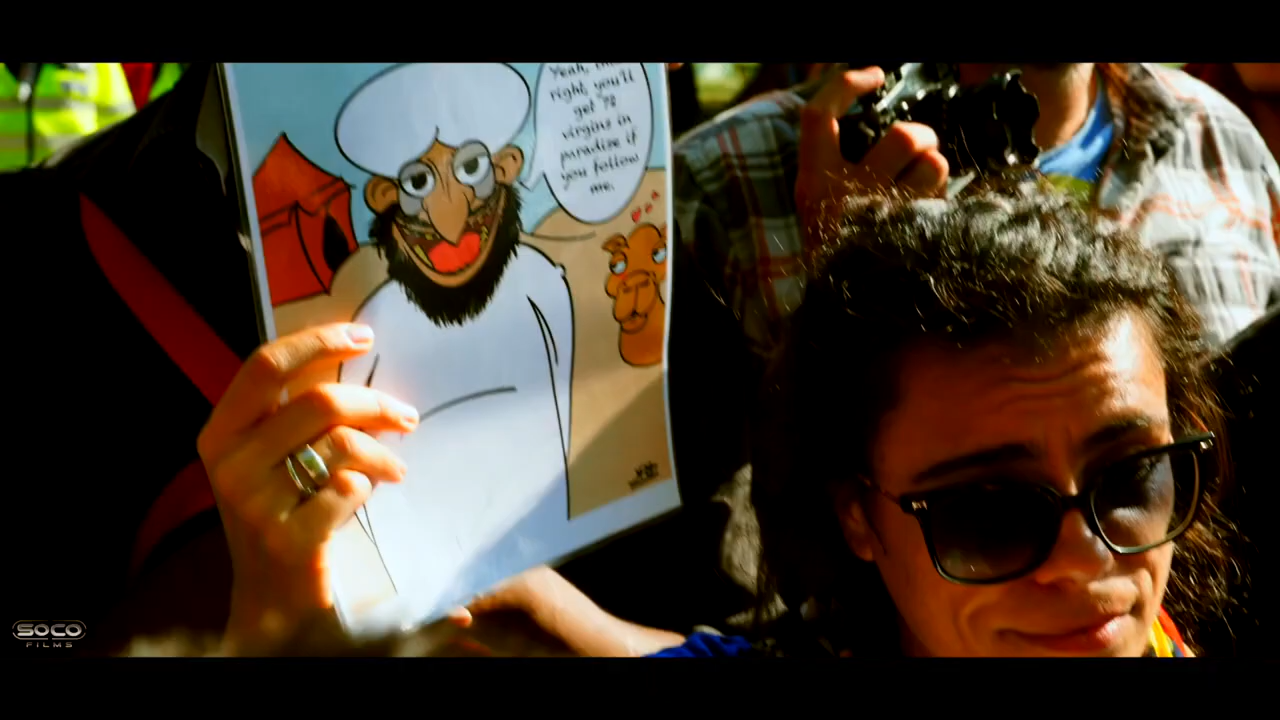 Yeah,
right, you'll
get 72
virgins in
paradise if
you follow
me.
SOCO
FILMS